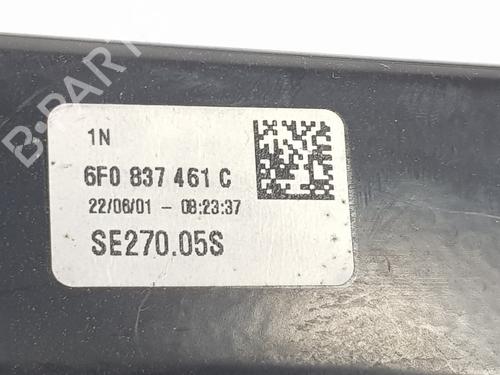 B-PARTS
1N
6F0 837 461 C
22/06/01 - 08:23:37
SE270.05S